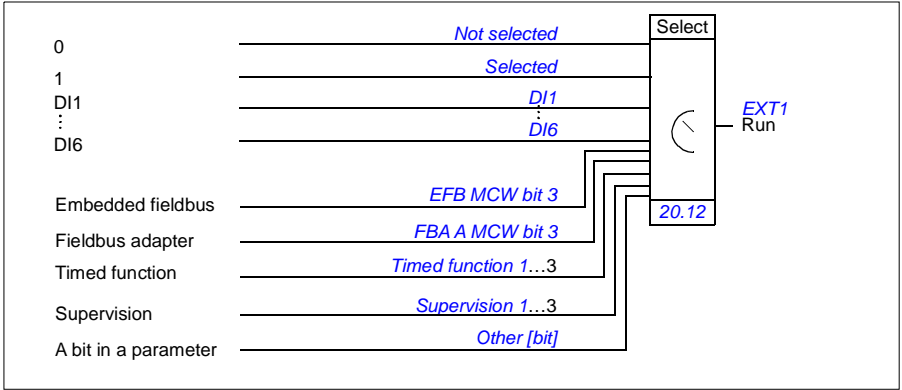 0 Not selected Select
1 Selected
DI1 DI1 EXT1
⋮ ⋮ Run
DI6 DI6
Embedded fieldbus EFB MCW bit 3 20.12
Fieldbus adapter FBA A MCW bit 3
Timed function Timed function 1…3
Supervision Supervision 1…3
A bit in a parameter Other [bit]